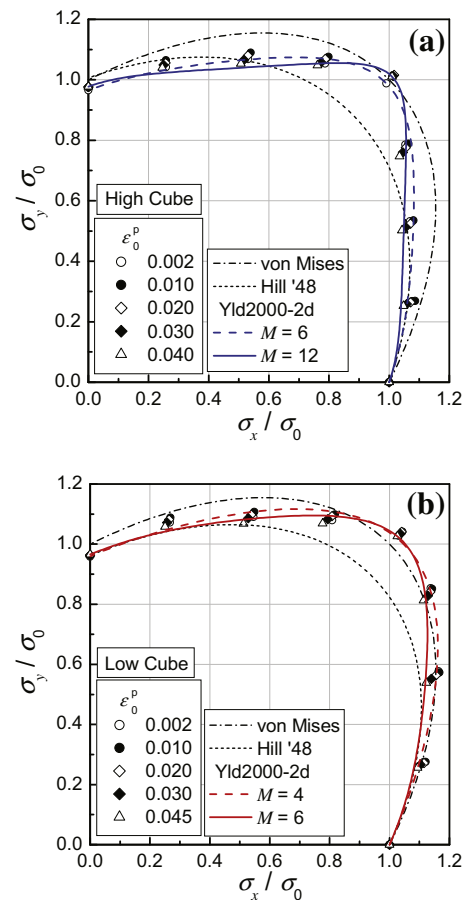 (a)
1.2
1.0
0.8
0.6
0.4
0.2
0.0
σy / σ0
High Cube
ε0^p
0.002
0.010
0.020
0.030
0.040
von Mises
Hill '48
Yld2000-2d
M = 6
M = 12
0.0 0.2 0.4 0.6 0.8 1.0 1.2
σx / σ0
(b)
1.2
1.0
0.8
0.6
0.4
0.2
0.0
σy / σ0
Low Cube
ε0^p
0.002
0.010
0.020
0.030
0.045
von Mises
Hill '48
Yld2000-2d
M = 4
M = 6
0.0 0.2 0.4 0.6 0.8 1.0 1.2
σx / σ0